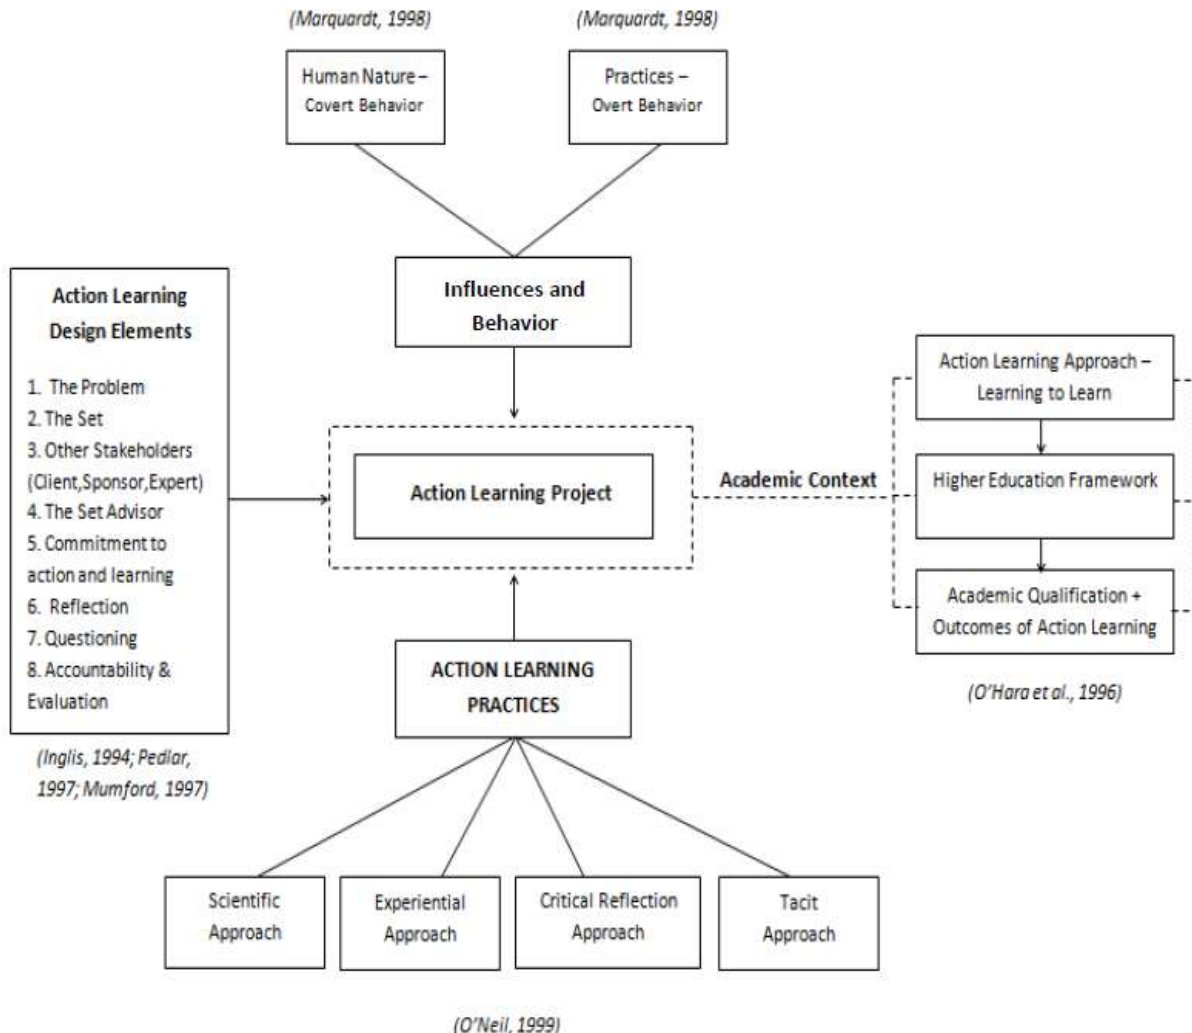 (Marquardt, 1998)
(Marquardt, 1998)
Human Nature –
Covert Behavior
Practices –
Overt Behavior
Influences and
Behavior
Action Learning
Design Elements
1. The Problem
2. The Set
3. Other Stakeholders
(Client,Sponsor,Expert)
4. The Set Advisor
5. Commitment to
action and learning
6. Reflection
7. Questioning
8. Accountability &
Evaluation
(Inglis, 1994; Pedlar,
1997; Mumford, 1997)
Action Learning Project
Academic Context
Action Learning Approach –
Learning to Learn
Higher Education Framework
Academic Qualification +
Outcomes of Action Learning
(O'Hara et al., 1996)
ACTION LEARNING
PRACTICES
Scientific
Approach
Experiential
Approach
Critical Reflection
Approach
Tacit
Approach
(O'Neil, 1999)